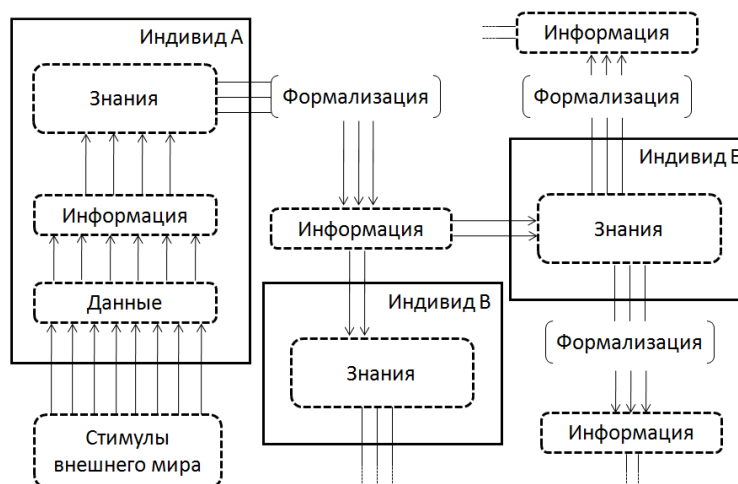 Индивид А
Знания
Информация
Данные
Стимулы
внешнего мира
Формализация
Информация
Индивид В
Знания
Информация
Формализация
Индивид
Знания
Формализация
Информация